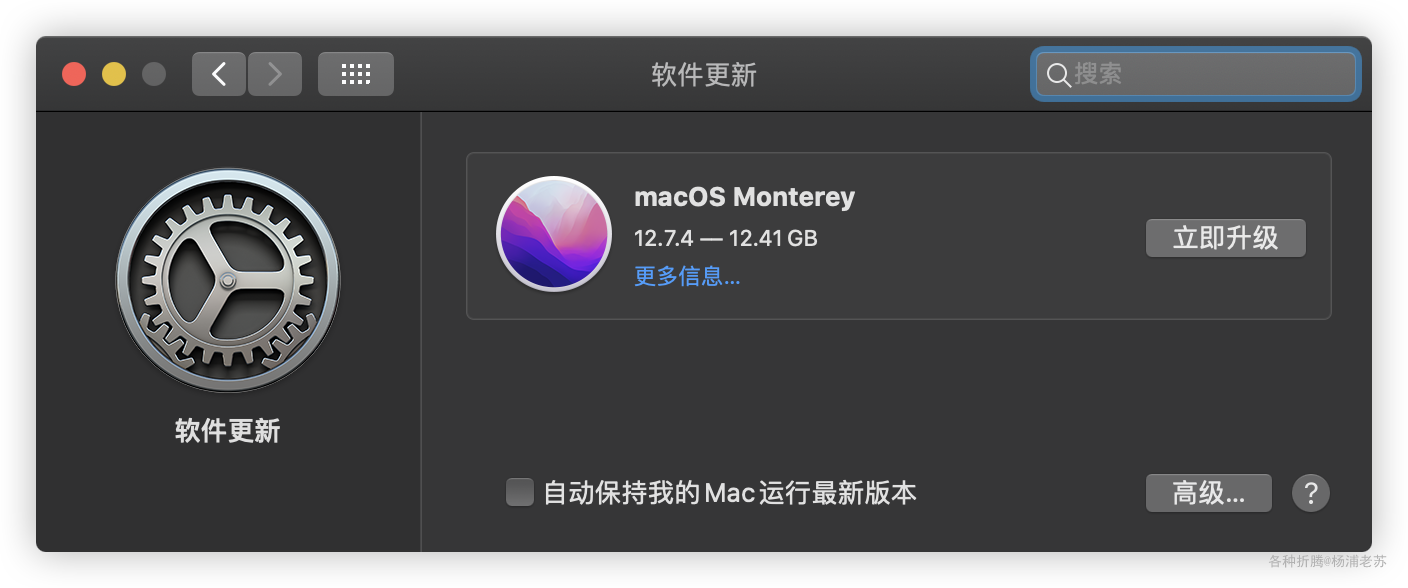 软件更新
搜索
软件更新
macOS Monterey
12.7.4 — 12.41 GB
更多信息...
立即升级
自动保持我的Mac运行最新版本
高级...
?
各种折腾@杨浦老苏